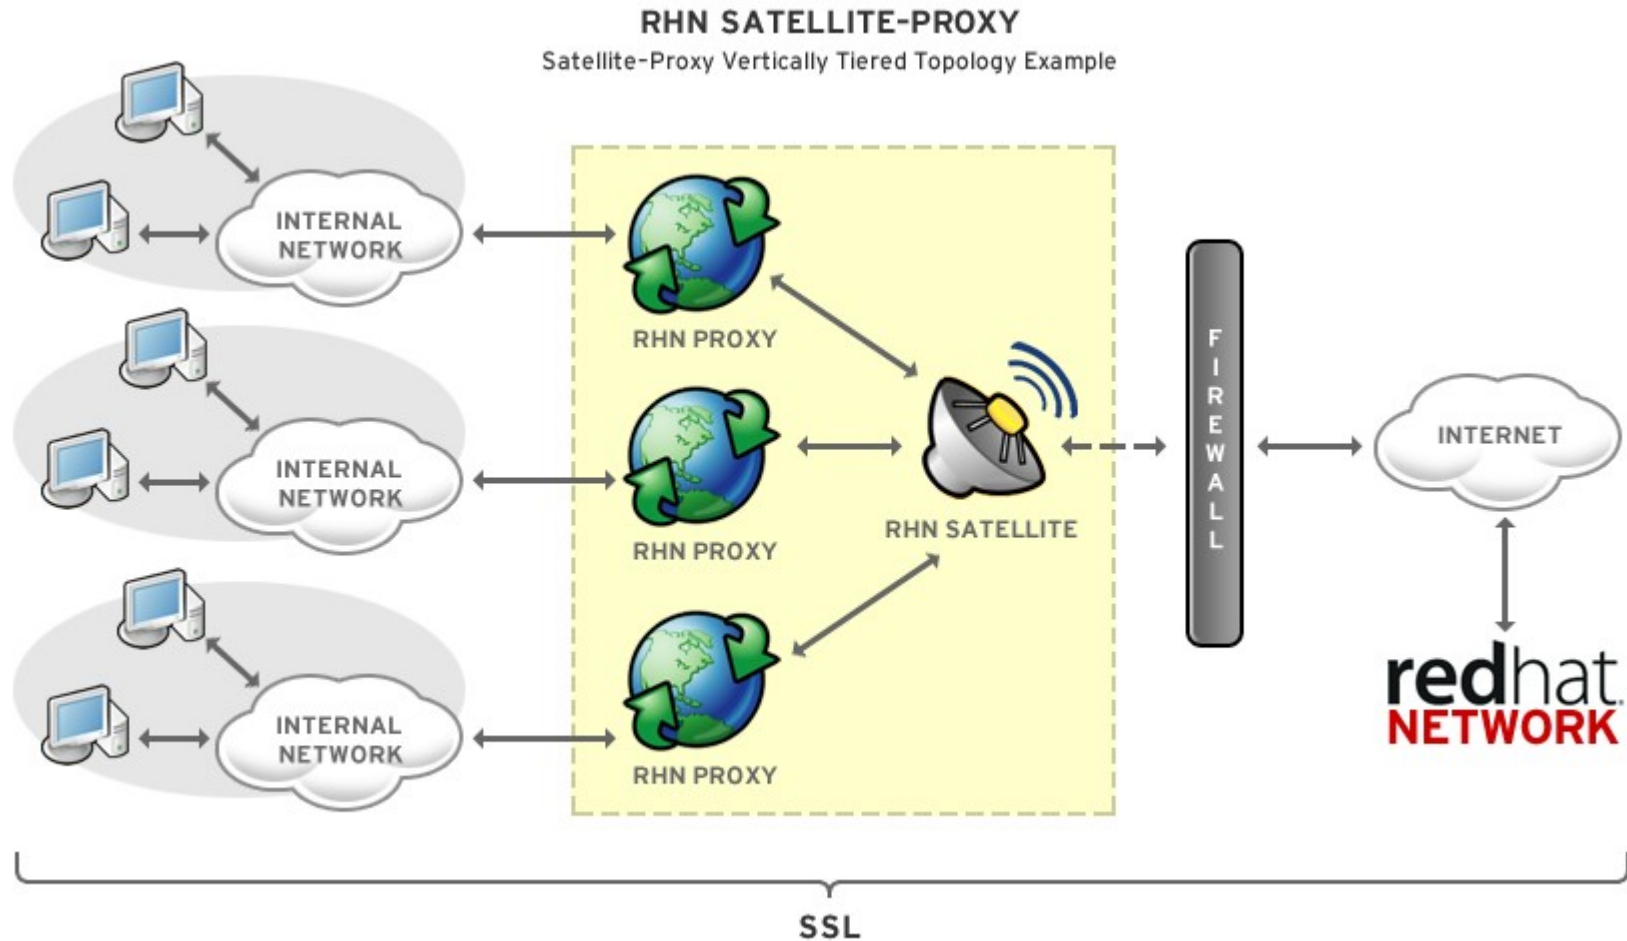 RHN SATELLITE-PROXY
Satellite-Proxy Vertically Tiered Topology Example
INTERNAL
NETWORK
RHN PROXY
INTERNAL
NETWORK
RHN PROXY
INTERNAL
NETWORK
RHN PROXY
RHN SATELLITE
FIREWALL
INTERNET
redhat.
NETWORK
SSL